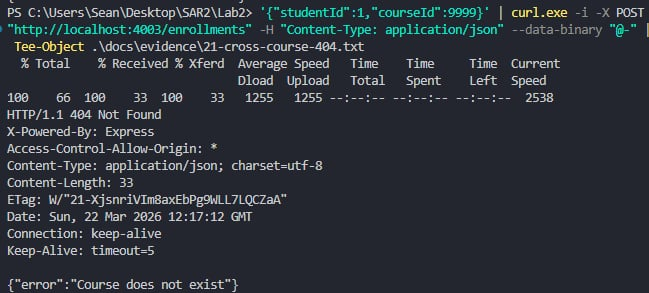 PS C:\Users\Sean\Desktop\SAR2\Lab2> '{"studentId":1,"courseId":9999}' | curl.exe -i -X POST
"http://localhost:4003/enrollments" -H "Content-Type: application/json" --data-binary "@-" |
Tee-Object .\docs\evidence\21-cross-course-404.txt
% Total % Received % Xferd Average Speed Time Time Time Current
Dload Upload Total Spent Left Speed
100 66 100 33 100 33 1255 1255 --:--:-- --:--:-- --:--:-- 2538
HTTP/1.1 404 Not Found
X-Powered-By: Express
Access-Control-Allow-Origin: *
Content-Type: application/json; charset=utf-8
Content-Length: 33
ETag: W/"21-XjsnriVIm8axEbPg9WLL7LQCZaA"
Date: Sun, 22 Mar 2026 12:17:12 GMT
Connection: keep-alive
Keep-Alive: timeout=5
{"error":"Course does not exist"}